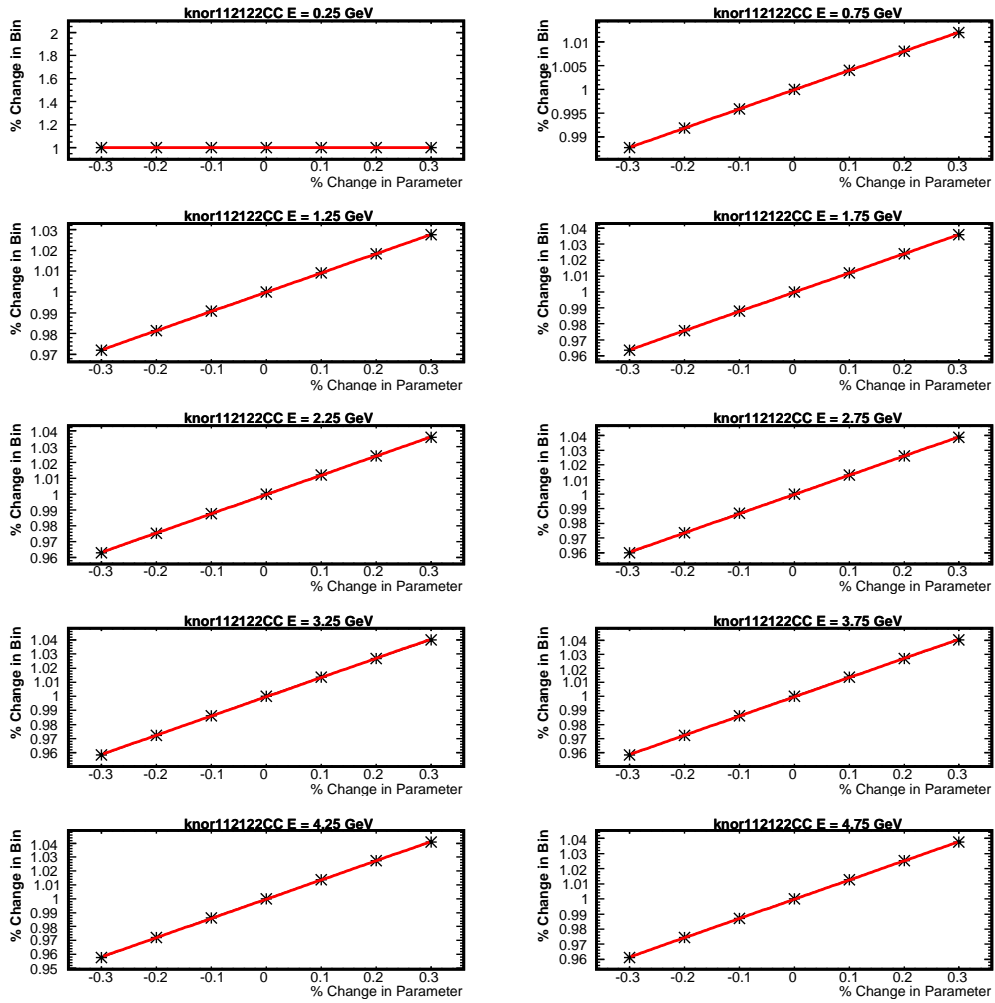 knor112122CC E = 0.25 GeV
% Change in Bin
2
1.8
1.6
1.4
1.2
1
-0.3 -0.2 -0.1 0 0.1 0.2 0.3
% Change in Parameter
knor112122CC E = 0.75 GeV
% Change in Bin
1.01
1.005
1
0.995
0.99
-0.3 -0.2 -0.1 0 0.1 0.2 0.3
% Change in Parameter
knor112122CC E = 1.25 GeV
% Change in Bin
1.03
1.02
1.01
1
0.99
0.98
0.97
-0.3 -0.2 -0.1 0 0.1 0.2 0.3
% Change in Parameter
knor112122CC E = 1.75 GeV
% Change in Bin
1.04
1.03
1.02
1.01
1
0.99
0.98
0.97
0.96
-0.3 -0.2 -0.1 0 0.1 0.2 0.3
% Change in Parameter
knor112122CC E = 2.25 GeV
% Change in Bin
1.04
1.03
1.02
1.01
1
0.99
0.98
0.97
0.96
-0.3 -0.2 -0.1 0 0.1 0.2 0.3
% Change in Parameter
knor112122CC E = 2.75 GeV
% Change in Bin
1.04
1.03
1.02
1.01
1
0.99
0.98
0.97
0.96
-0.3 -0.2 -0.1 0 0.1 0.2 0.3
% Change in Parameter
knor112122CC E = 3.25 GeV
% Change in Bin
1.04
1.03
1.02
1.01
1
0.99
0.98
0.97
0.96
-0.3 -0.2 -0.1 0 0.1 0.2 0.3
% Change in Parameter
knor112122CC E = 3.75 GeV
% Change in Bin
1.04
1.03
1.02
1.01
1
0.99
0.98
0.97
0.96
-0.3 -0.2 -0.1 0 0.1 0.2 0.3
% Change in Parameter
knor112122CC E = 4.25 GeV
% Change in Bin
1.04
1.03
1.02
1.01
1
0.99
0.98
0.97
0.96
0.95
-0.3 -0.2 -0.1 0 0.1 0.2 0.3
% Change in Parameter
knor112122CC E = 4.75 GeV
% Change in Bin
1.04
1.03
1.02
1.01
1
0.99
0.98
0.97
0.96
-0.3 -0.2 -0.1 0 0.1 0.2 0.3
% Change in Parameter